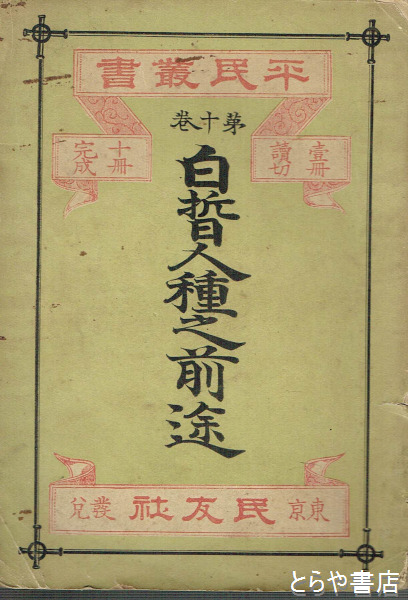 平民叢書
第十巻
壹冊讀切
十冊完成
白晢人種之前途
東京民友社發兌
とらや書店